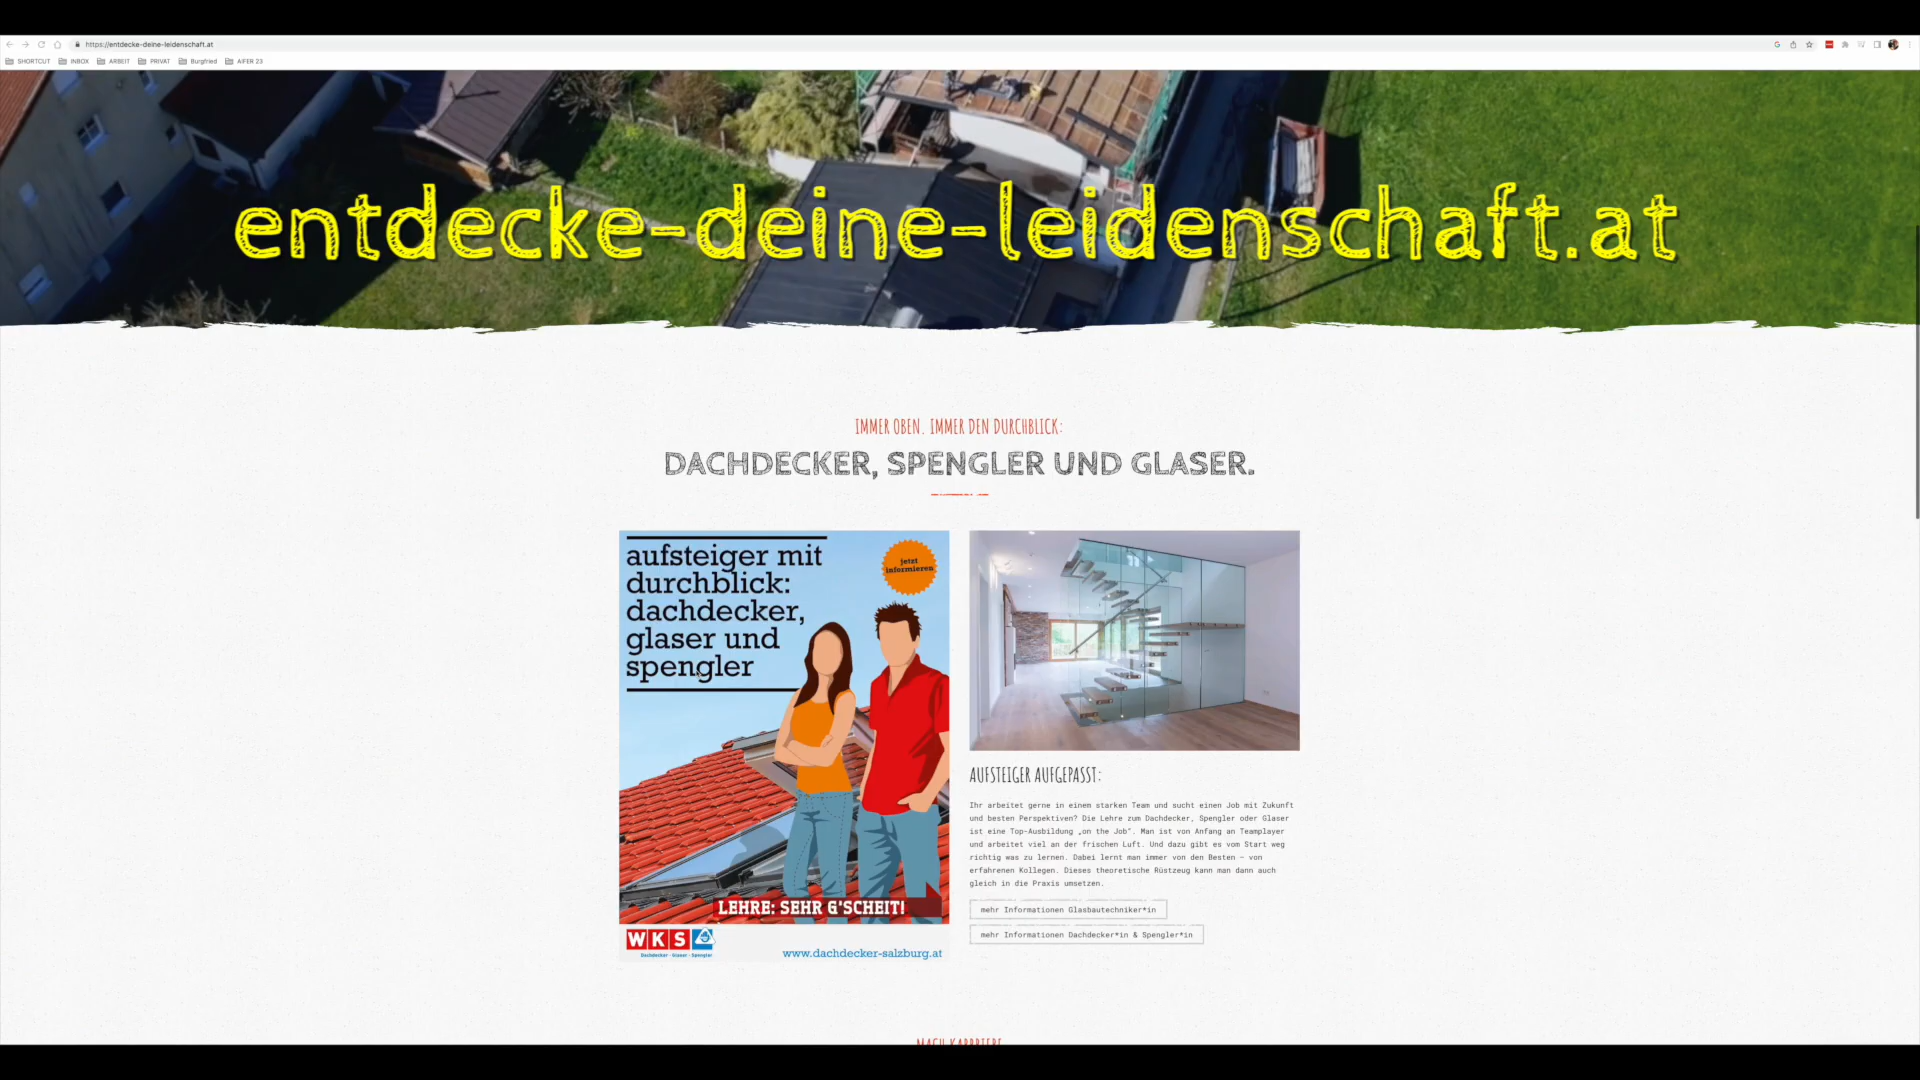 https://entdecke-deine-leidenschaft.at
SHORTCUT INBOX ARBEIT PRIVAT Burgfried AIFER 23
entdecke-deine-leidenschaft.at
IMMER OBEN. IMMER DEN DURCHBLICK:
DACHDECKER, SPENGLER UND GLASER.
aufsteiger mit
durchblick:
dachdecker,
glaser und
spengler
jetzt
informieren
LEHRE: SEHR G'SCHEIT!
WKS
Dachdecker · Glaser · Spengler
www.dachdecker-salzburg.at
AUFSTEIGER AUFGEPASST:
Ihr arbeitet gerne in einem starken Team und sucht einen Job mit Zukunft
und besten Perspektiven? Die Lehre zum Dachdecker, Spengler oder Glaser
ist eine Top-Ausbildung „on the Job". Man ist von Anfang an Teamplayer
und arbeitet viel an der frischen Luft. Und dazu gibt es vom Start weg
richtig was zu lernen. Dabei lernt man immer von den Besten – von
erfahrenen Kollegen. Dieses theoretische Rüstzeug kann man dann auch
gleich in die Praxis umsetzen.
mehr Informationen Glasbautechniker*in
mehr Informationen Dachdecker*in & Spengler*in